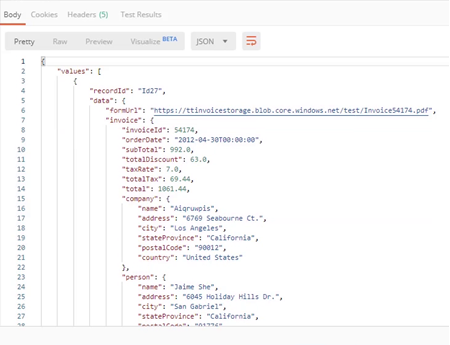 Body Cookies Headers (5) Test Results
Pretty Raw Preview Visualize BETA JSON
1 {
2 "values": [
3 {
4 "recordId": "Id27",
5 "data": {
6 "formUrl": "https://ttinvoicestorage.blob.core.windows.net/test/Invoice54174.pdf",
7 "invoice": {
8 "invoiceId": 54174,
9 "orderDate": "2012-04-30T00:00:00",
10 "subTotal": 992.0,
11 "totalDiscount": 63.0,
12 "taxRate": 7.0,
13 "totalTax": 69.44,
14 "total": 1061.44,
15 "company": {
16 "name": "Aiqruwpis",
17 "address": "6769 Seabourne Ct.",
18 "city": "Los Angeles",
19 "stateProvince": "California",
20 "postalCode": "90012",
21 "country": "United States"
22 },
23 "person": {
24 "name": "Jaime She",
25 "address": "6045 Holiday Hills Dr.",
26 "city": "San Gabriel",
27 "stateProvince": "California",
28 "postalCode": "91776",